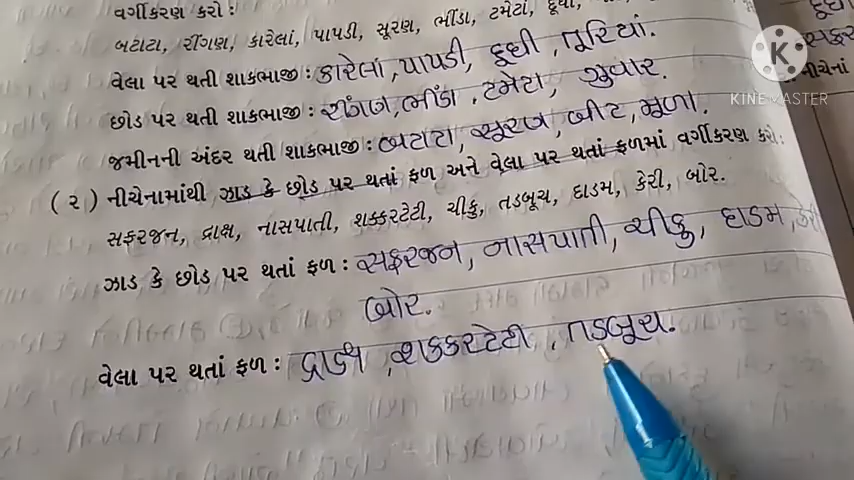 વર્ગીકરણ કરો :
બટાટા, રીંગણ, કારેલાં, પાપડી, સૂરણ, ભીંડા, ટમેટાં, દૂધી,
વેલા પર થતી શાકભાજી : કારેલાં, પાપડી, દૂધી, તૂરિયાં.
છોડ પર થતી શાકભાજી : રીંગણ, ભીંડા, ટમેટા, ગુવાર.
જમીનની અંદર થતી શાકભાજી : બટાટા, સૂરણ, બીટ, મૂળા.
(૨) નીચેનામાંથી ઝાડ કે છોડ પર થતાં ફળ અને વેલા પર થતાં ફળમાં વર્ગીકરણ કરો :
સફરજન, દ્રાક્ષ, નાસપાતી, શક્કરટેટી, ચીકુ, તડબૂચ, દાડમ, કેરી, બોર.
ઝાડ કે છોડ પર થતાં ફળ : સફરજન, નાસપાતી, ચીકુ, દાડમ, કેરી
બોર.
વેલા પર થતાં ફળ : દ્રાક્ષ, શકકરટેટી, તડબૂચ.
KINEMASTER